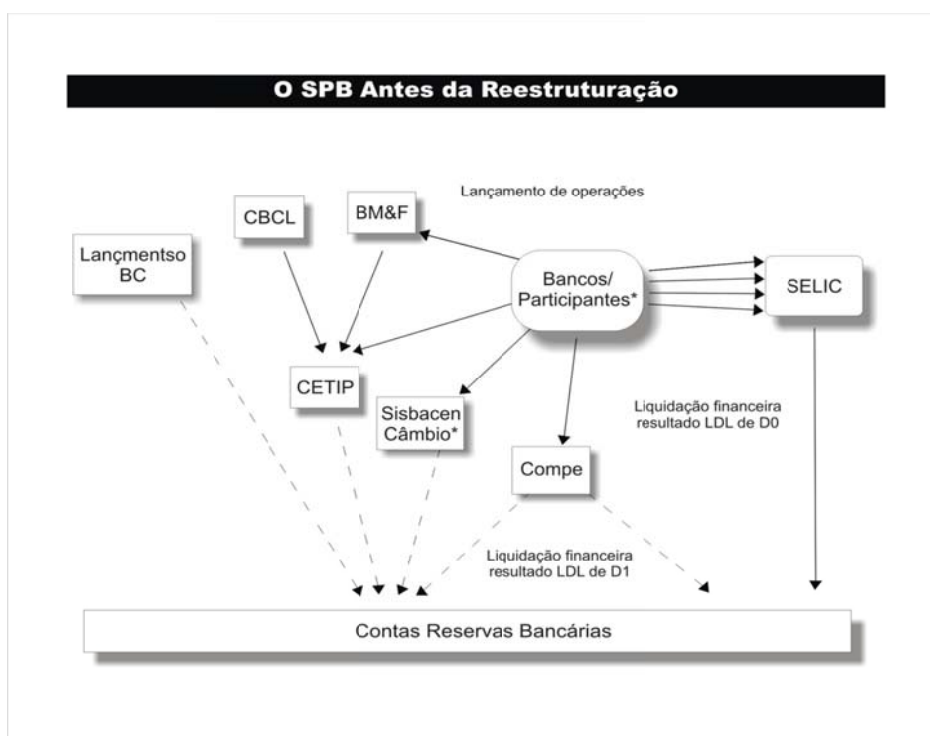 O SPB Antes da Reestruturação
Lançamento de operações
CBCL
BM&F
Lançmentso
BC
Bancos/
Participantes*
SELIC
CETIP
Sisbacen
Câmbio*
Liquidação financeira
resultado LDL de D0
Compe
Liquidação financeira
resultado LDL de D1
Contas Reservas Bancárias